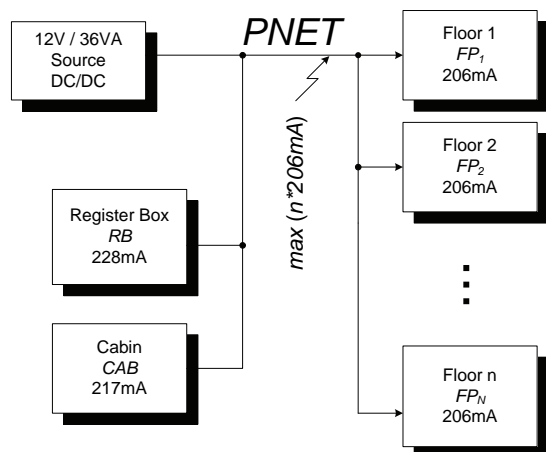 12V / 36VA
Source
DC/DC
PNET
max (n*206mA)
Register Box
RB
228mA
Cabin
CAB
217mA
Floor 1
FP₁
206mA
Floor 2
FP₂
206mA
⋮
Floor n
FP_N
206mA